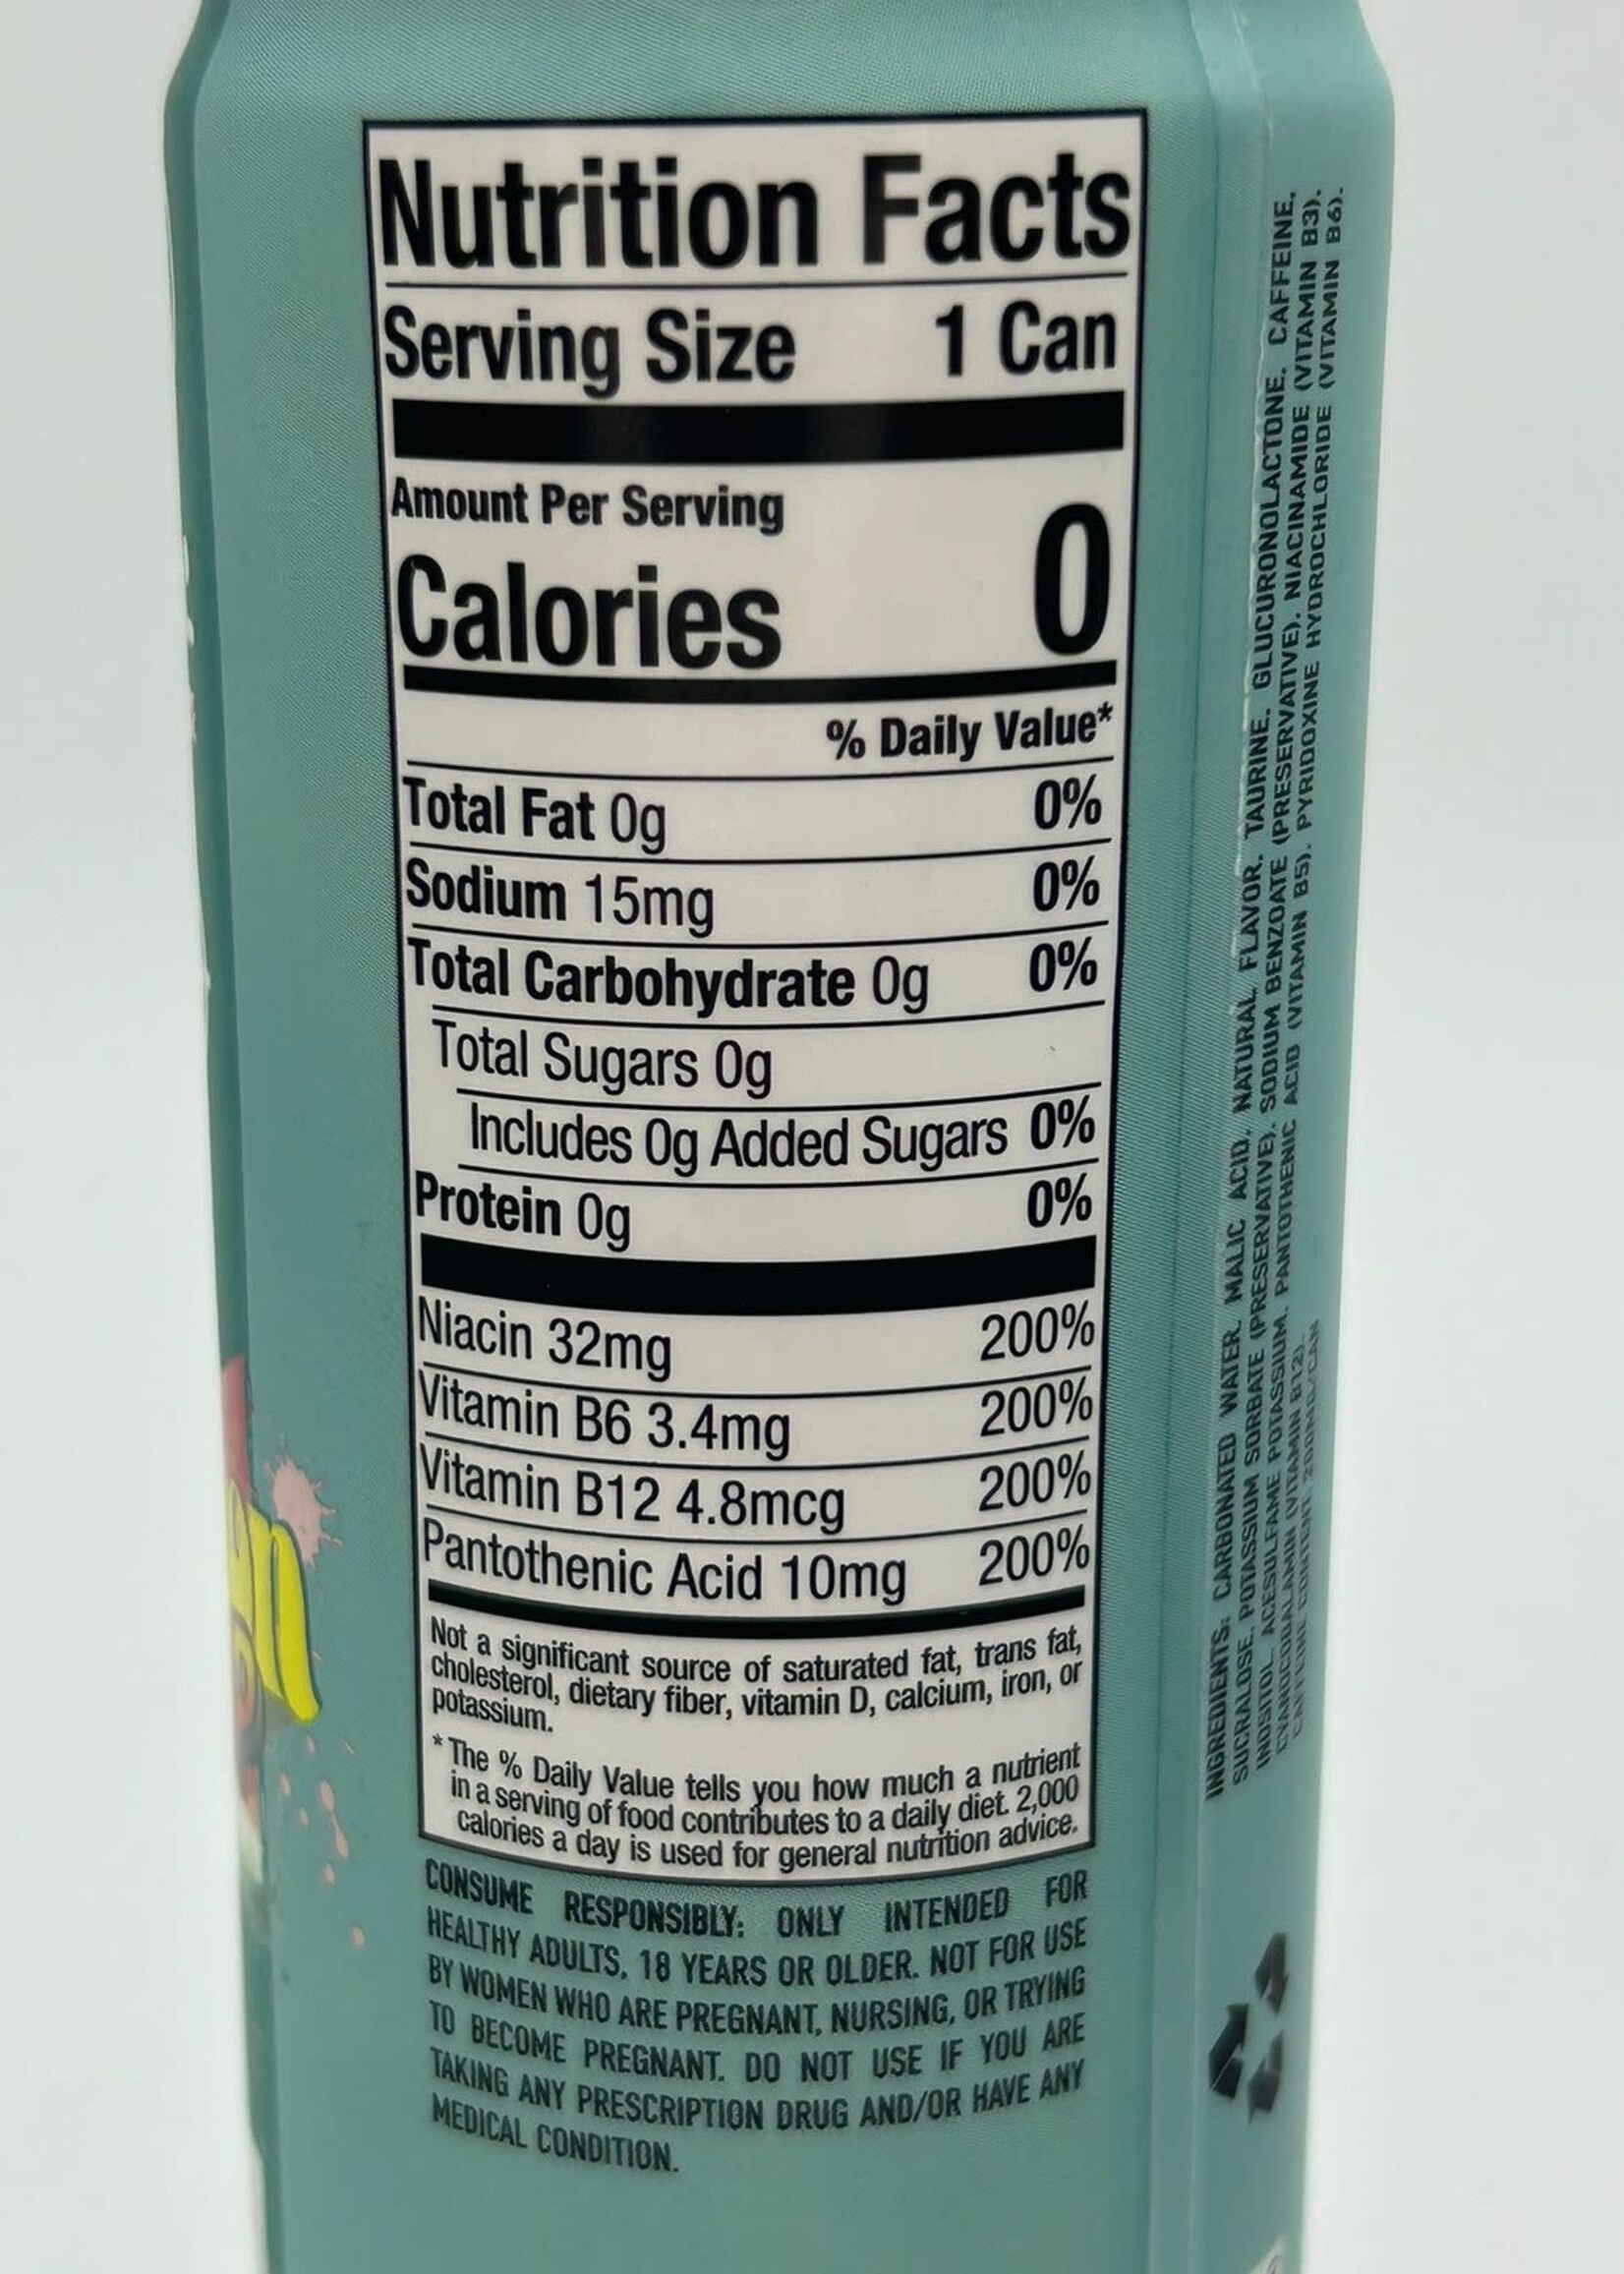 Nutrition Facts
Serving Size 1 Can
Amount Per Serving
Calories 0
% Daily Value*
Total Fat 0g 0%
Sodium 15mg 0%
Total Carbohydrate 0g 0%
Total Sugars 0g
Includes 0g Added Sugars 0%
Protein 0g 0%
Niacin 32mg 200%
Vitamin B6 3.4mg 200%
Vitamin B12 4.8mcg 200%
Pantothenic Acid 10mg 200%
Not a significant source of saturated fat, trans fat,
cholesterol, dietary fiber, vitamin D, calcium, iron, or
potassium.
* The % Daily Value tells you how much a nutrient
in a serving of food contributes to a daily diet. 2,000
calories a day is used for general nutrition advice.
CONSUME RESPONSIBLY: ONLY INTENDED FOR
HEALTHY ADULTS, 18 YEARS OR OLDER. NOT FOR USE
BY WOMEN WHO ARE PREGNANT, NURSING, OR TRYING
TO BECOME PREGNANT. DO NOT USE IF YOU ARE
TAKING ANY PRESCRIPTION DRUG AND/OR HAVE ANY
MEDICAL CONDITION.
INGREDIENTS: CARBONATED WATER, MALIC ACID, NATURAL FLAVOR, TAURINE, GLUCURONOLACTONE, CAFFEINE,
SUCRALOSE, POTASSIUM SORBATE (PRESERVATIVE), SODIUM BENZOATE (PRESERVATIVE), NIACINAMIDE (VITAMIN B3),
INOSITOL, ACESULFAME POTASSIUM, PANTOTHENIC ACID (VITAMIN B5), PYRIDOXINE HYDROCHLORIDE (VITAMIN B6),
CYANOCOBALAMIN (VITAMIN B12).
CAFFEINE CONTENT: 200MG/CAN